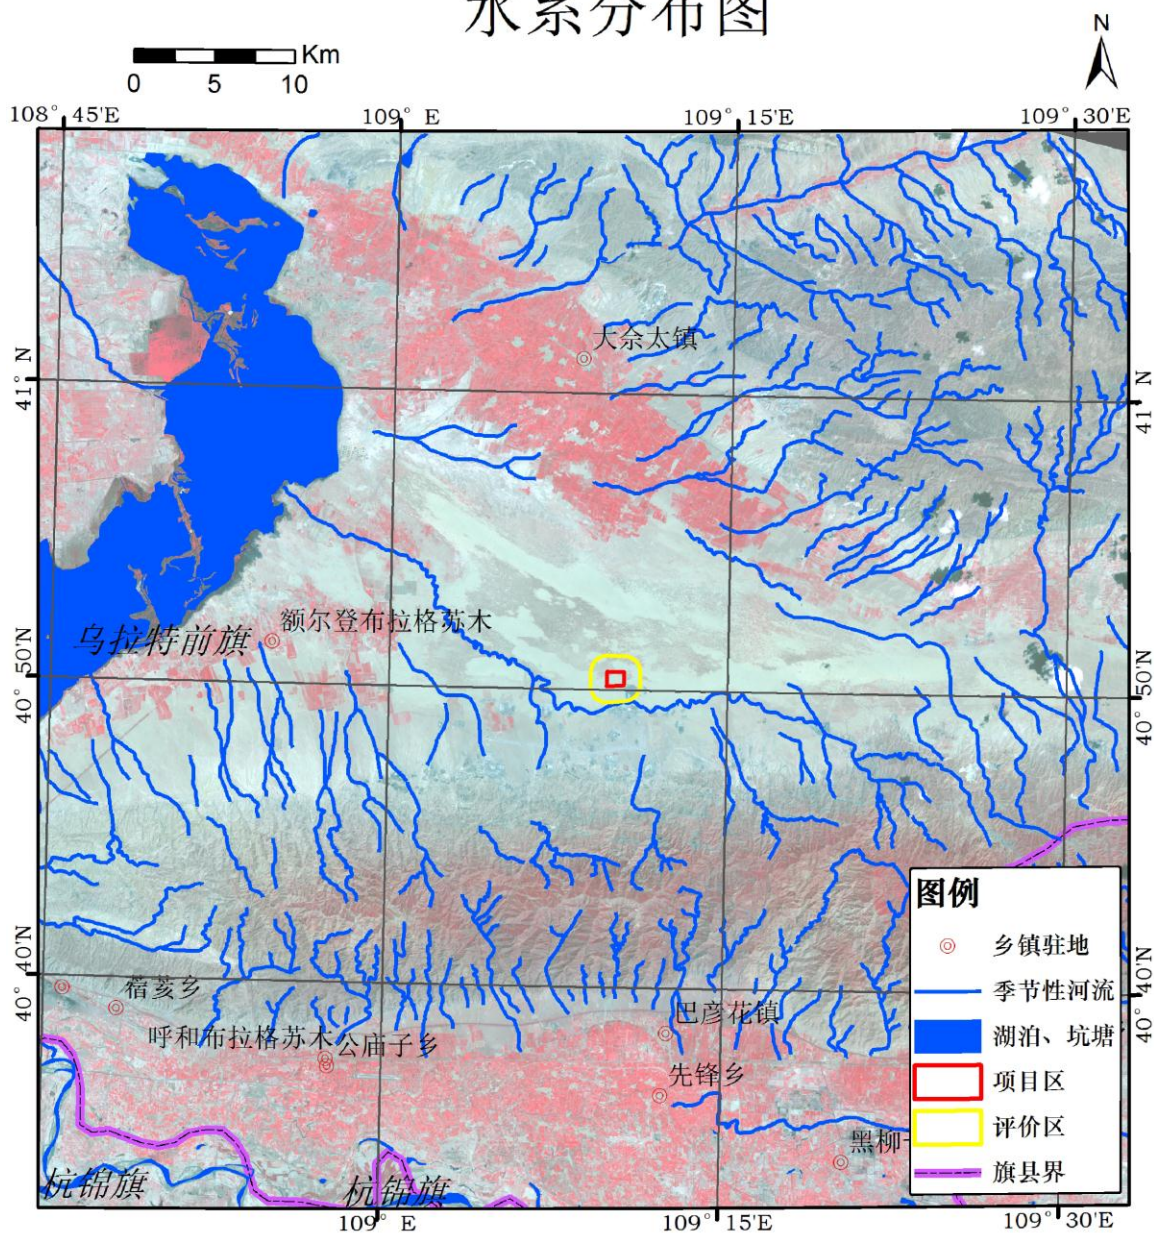 水系分布图
Km
0 5 10
N
108° 45'E 109° E 109° 15'E 109° 30'E
大佘太镇
41° N
41° N
额尔登布拉格苏木
乌拉特前旗
40° 50'N
40° 50'N
图例
乡镇驻地
季节性河流
湖泊、坑塘
项目区
评价区
旗县界
40° 40'N
40° 40'N
蓿亥乡
呼和布拉格苏木
公庙子乡
巴彦花镇
先锋乡
黑柳
杭锦旗
杭锦旗
109° E 109° 15'E 109° 30'E